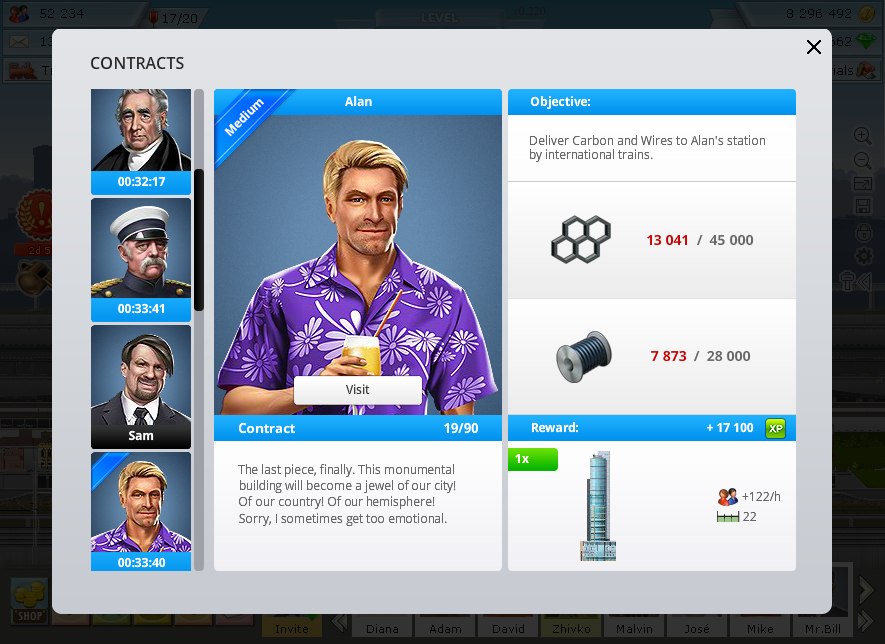 52 234
17/20
LEVEL
8 296 492
13
662
CONTRACTS
00:32:17
00:33:41
Sam
00:33:40
Medium
Alan
Visit
Contract 19/90
The last piece, finally. This monumental
building will become a jewel of our city!
Of our country! Of our hemisphere!
Sorry, I sometimes get too emotional.
Objective:
Deliver Carbon and Wires to Alan's station
by international trains.
13 041 / 45 000
7 873 / 28 000
Reward: + 17 100 XP
1x
+122/h
22
SHOP
Invite
Diana
Adam
David
Zhivko
Malvin
José
Mike
Mr.Bill